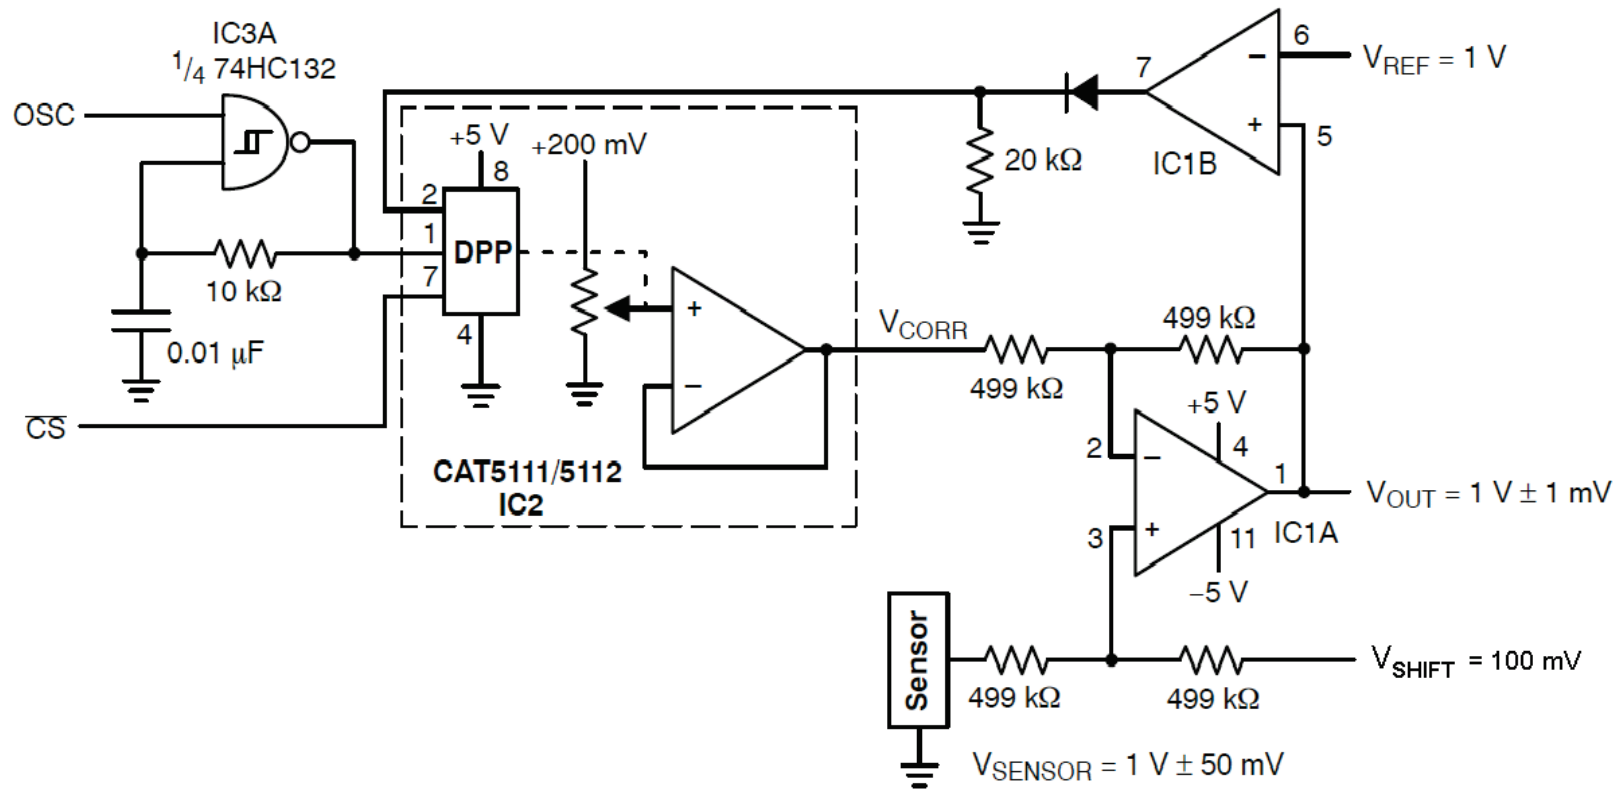 IC3A
1/4 74HC132
OSC
10 kΩ
0.01 μF
CS
+5 V
+200 mV
8
2
1
7
DPP
4
+
−
CAT5111/5112
IC2
7
6
−
+
5
VREF = 1 V
IC1B
20 kΩ
VCORR
499 kΩ
499 kΩ
+5 V
4
2
−
1
3
+
11
IC1A
−5 V
VOUT = 1 V ± 1 mV
Sensor
499 kΩ
499 kΩ
VSHIFT = 100 mV
VSENSOR = 1 V ± 50 mV